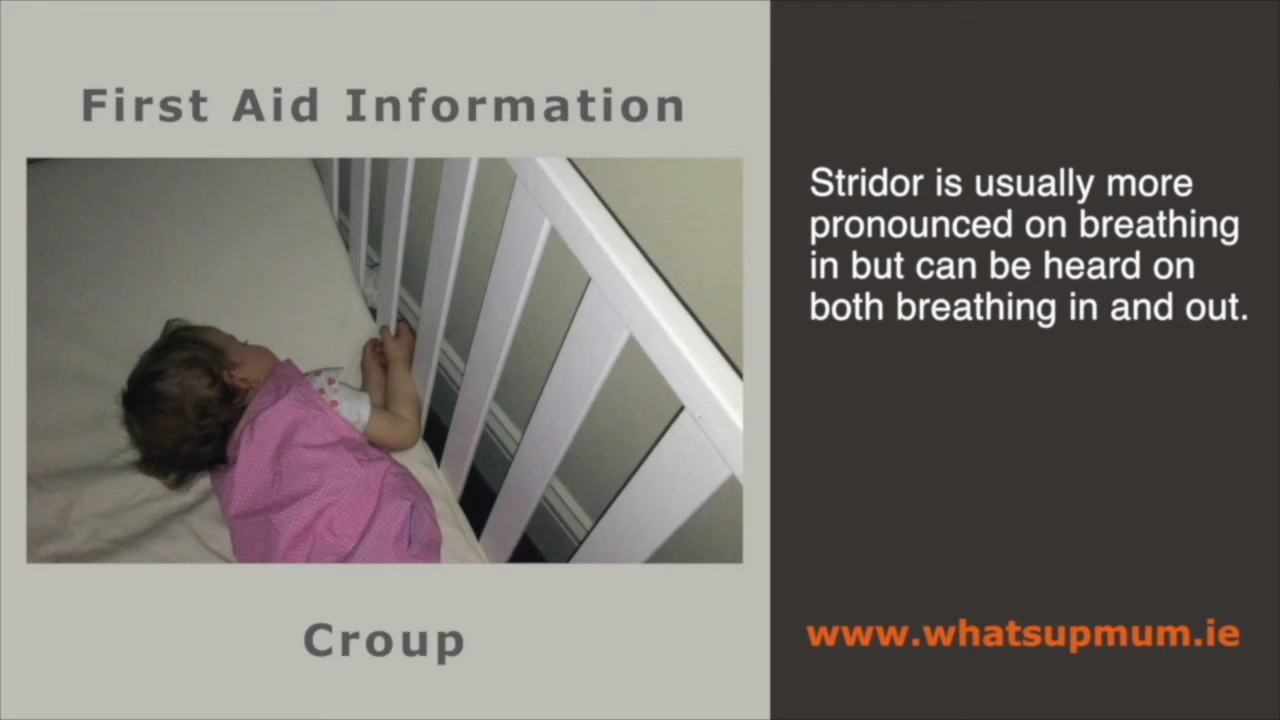 First Aid Information
Stridor is usually more
pronounced on breathing
in but can be heard on
both breathing in and out.
Croup
www.whatsupmum.ie